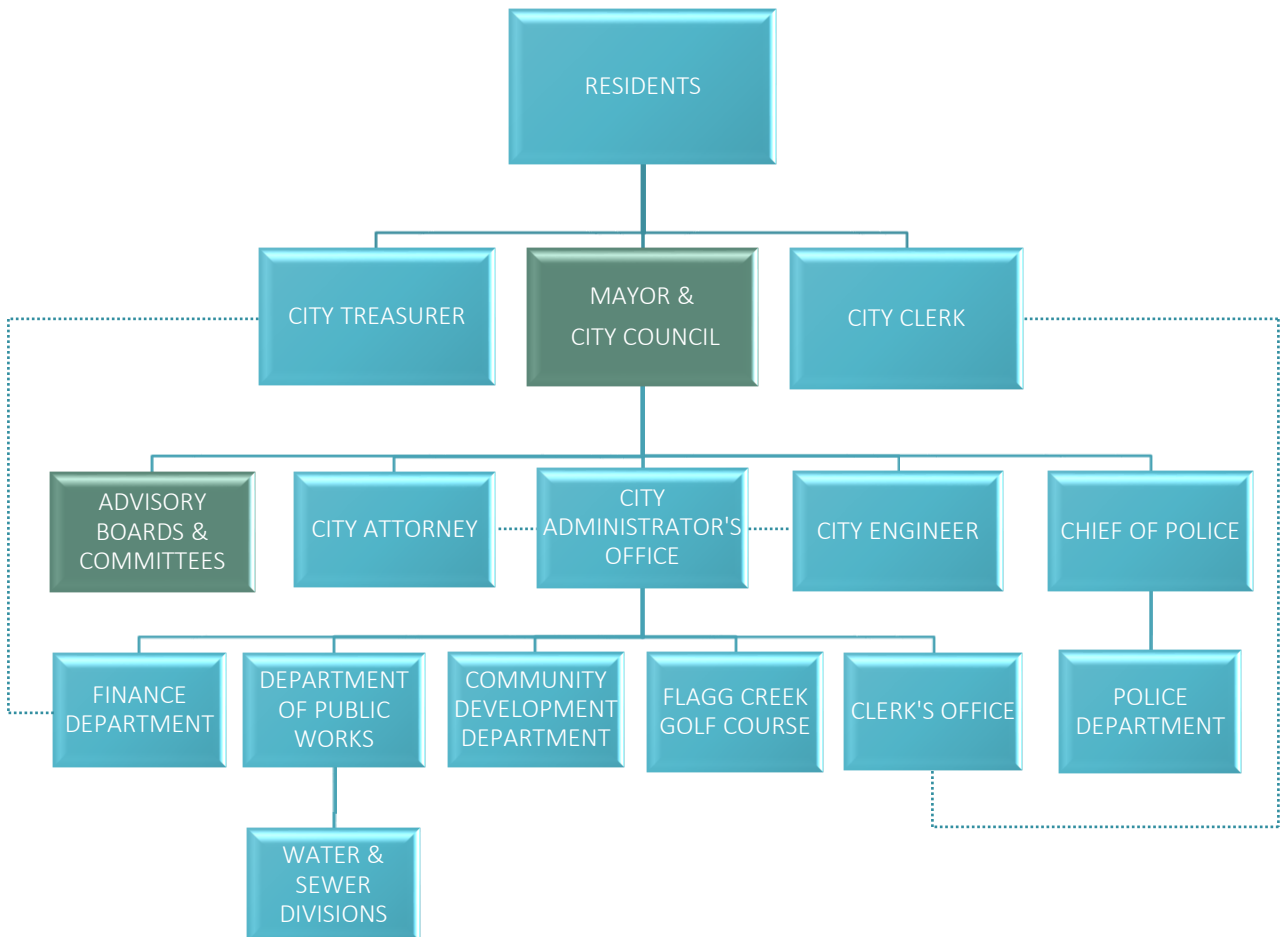 RESIDENTS
CITY TREASURER
MAYOR &
CITY COUNCIL
CITY CLERK
ADVISORY
BOARDS &
COMMITTEES
CITY ATTORNEY
CITY
ADMINISTRATOR'S
OFFICE
CITY ENGINEER
CHIEF OF POLICE
FINANCE
DEPARTMENT
DEPARTMENT
OF PUBLIC
WORKS
COMMUNITY
DEVELOPMENT
DEPARTMENT
FLAGG CREEK
GOLF COURSE
CLERK'S OFFICE
POLICE
DEPARTMENT
WATER &
SEWER
DIVISIONS